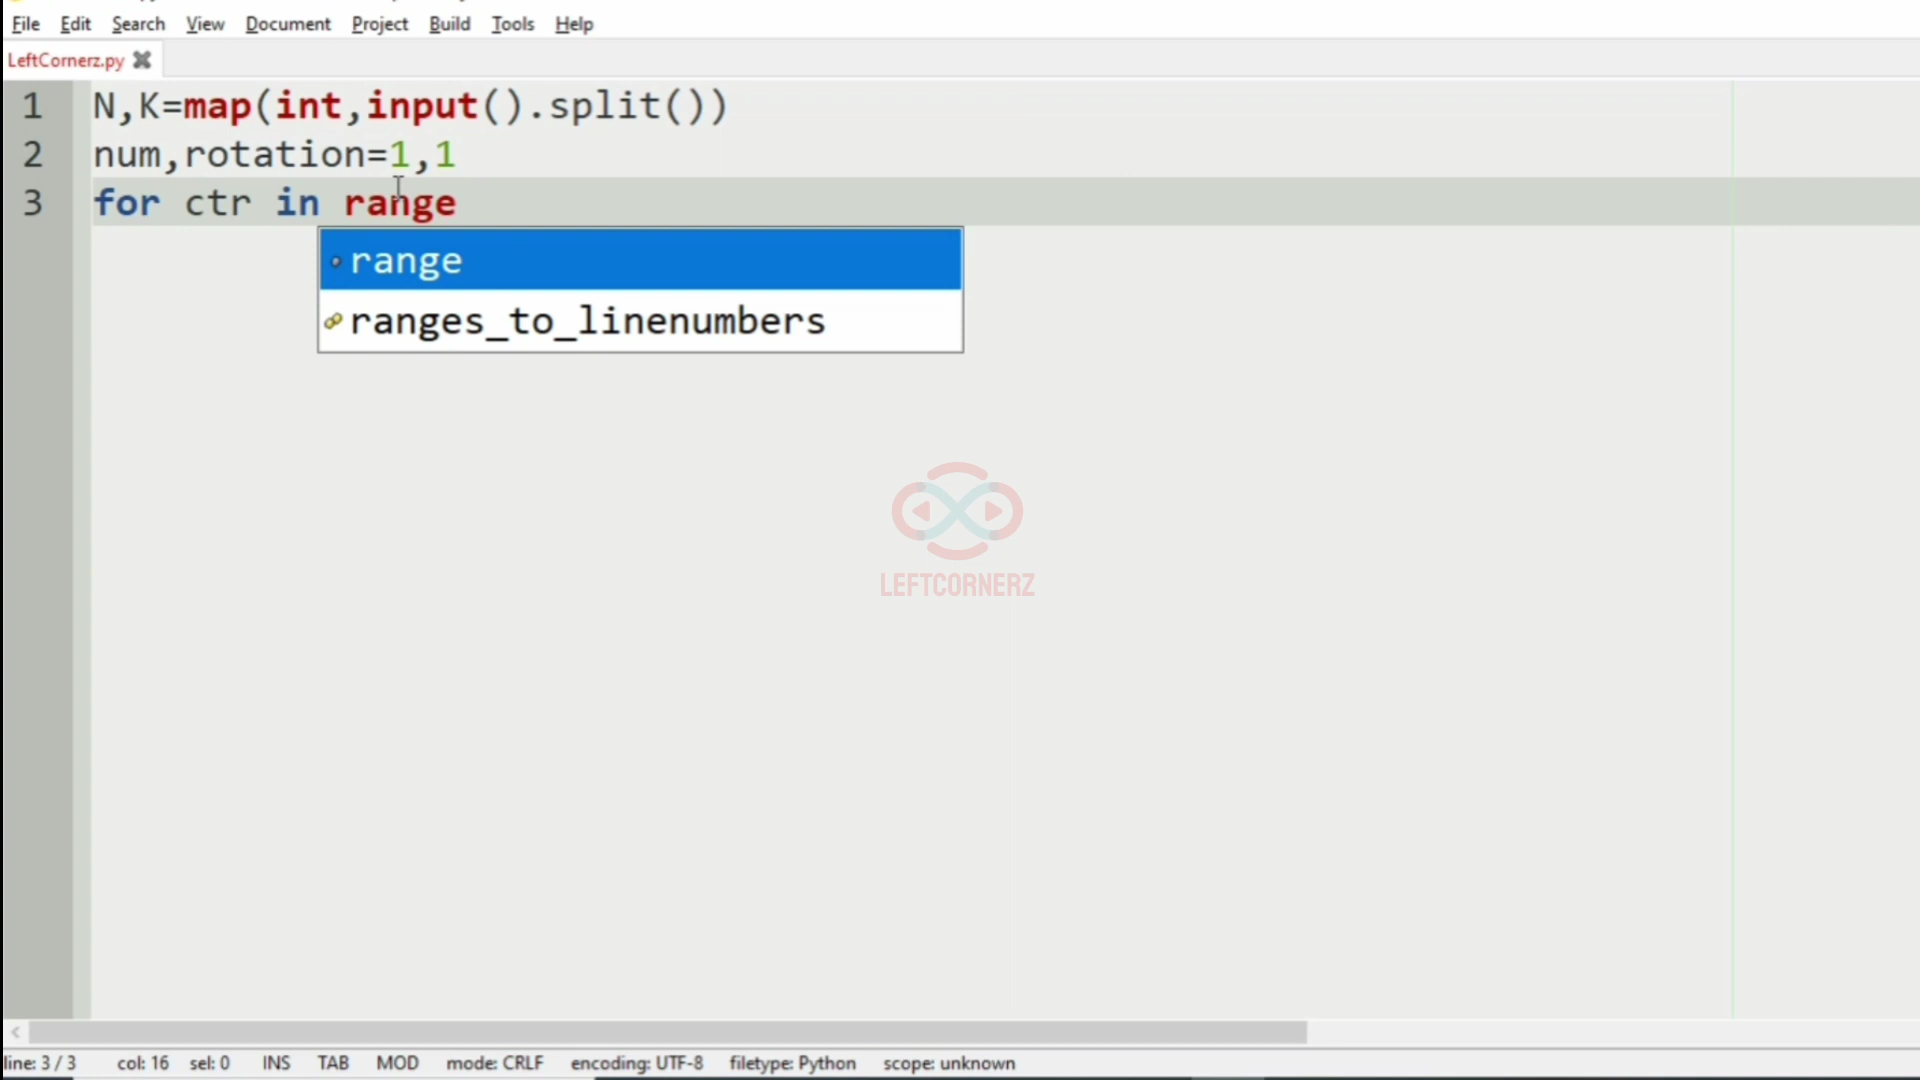 File Edit Search View Document Project Build Tools Help
LeftCornerz.py
1 N,K=map(int,input().split())
2 num,rotation=1,1
3 for ctr in range
range
ranges_to_linenumbers
LEFTCORNERZ
line: 3 / 3 col: 16 sel: 0 INS TAB MOD mode: CRLF encoding: UTF-8 filetype: Python scope: unknown